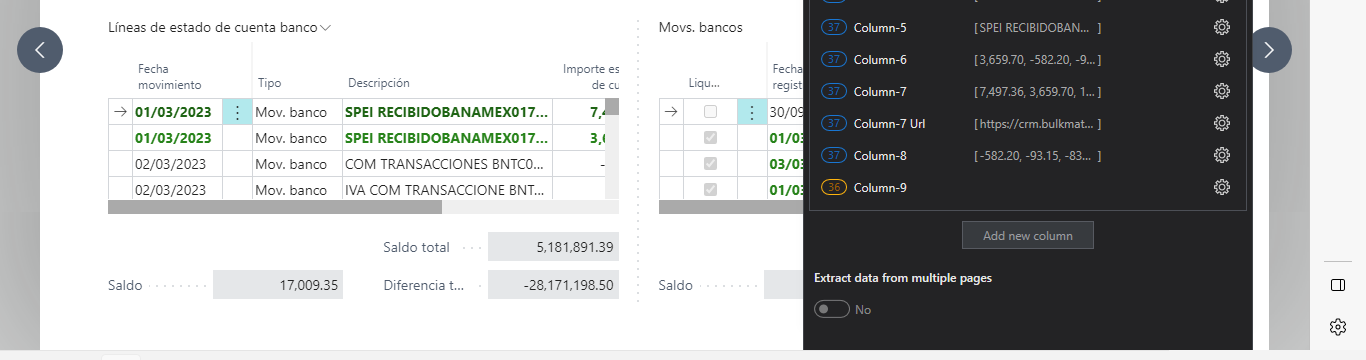 Líneas de estado de cuenta banco
Fecha movimiento Tipo Descripción Importe es... de cu
01/03/2023 Mov. banco SPEI RECIBIDOBANAMEX017...
01/03/2023 Mov. banco SPEI RECIBIDOBANAMEX017...
02/03/2023 Mov. banco COM TRANSACCIONES BNTC0...
02/03/2023 Mov. banco IVA COM TRANSACCIONE BNT...
Saldo total 5,181,891.39
Saldo 17,009.35 Diferencia t... -28,171,198.50
Movs. bancos
Liqu... Fecha regist
30/09
01/03
03/03
01/03
Saldo
37 Column-5 [ SPEI RECIBIDOBAN... ]
37 Column-6 [ 3,659.70, -582.20, -9... ]
37 Column-7 [ 7,497.36, 3,659.70, 1... ]
37 Column-7 Url [ https://crm.bulkmat... ]
37 Column-8 [ -582.20, -93.15, -83... ]
36 Column-9
Add new column
Extract data from multiple pages
No